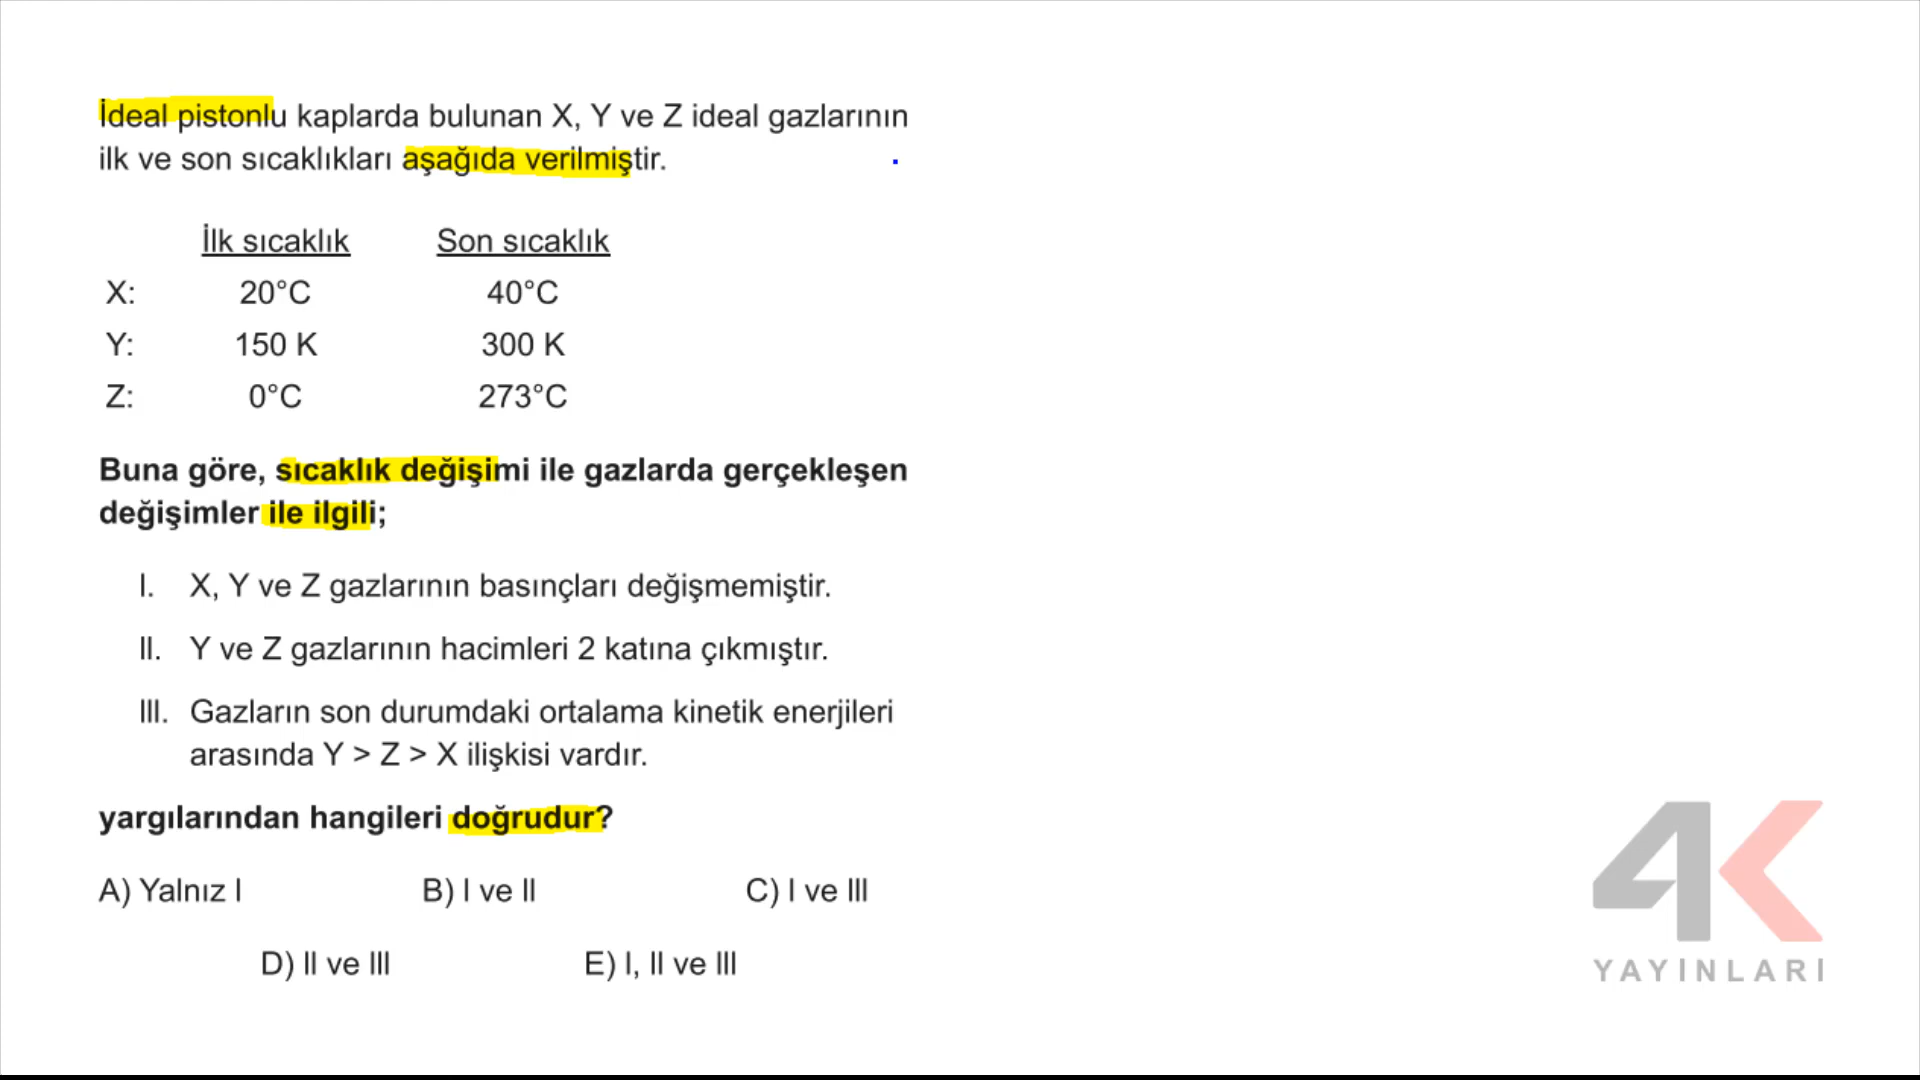 İdeal pistonlu kaplarda bulunan X, Y ve Z ideal gazlarının
ilk ve son sıcaklıkları aşağıda verilmiştir.
İlk sıcaklık Son sıcaklık
X: 20°C 40°C
Y: 150 K 300 K
Z: 0°C 273°C
Buna göre, sıcaklık değişimi ile gazlarda gerçekleşen
değişimler ile ilgili;
I. X, Y ve Z gazlarının basınçları değişmemiştir.
II. Y ve Z gazlarının hacimleri 2 katına çıkmıştır.
III. Gazların son durumdaki ortalama kinetik enerjileri
arasında Y > Z > X ilişkisi vardır.
yargılarından hangileri doğrudur?
A) Yalnız I B) I ve II C) I ve III
D) II ve III E) I, II ve III
4K
YAYINLARI